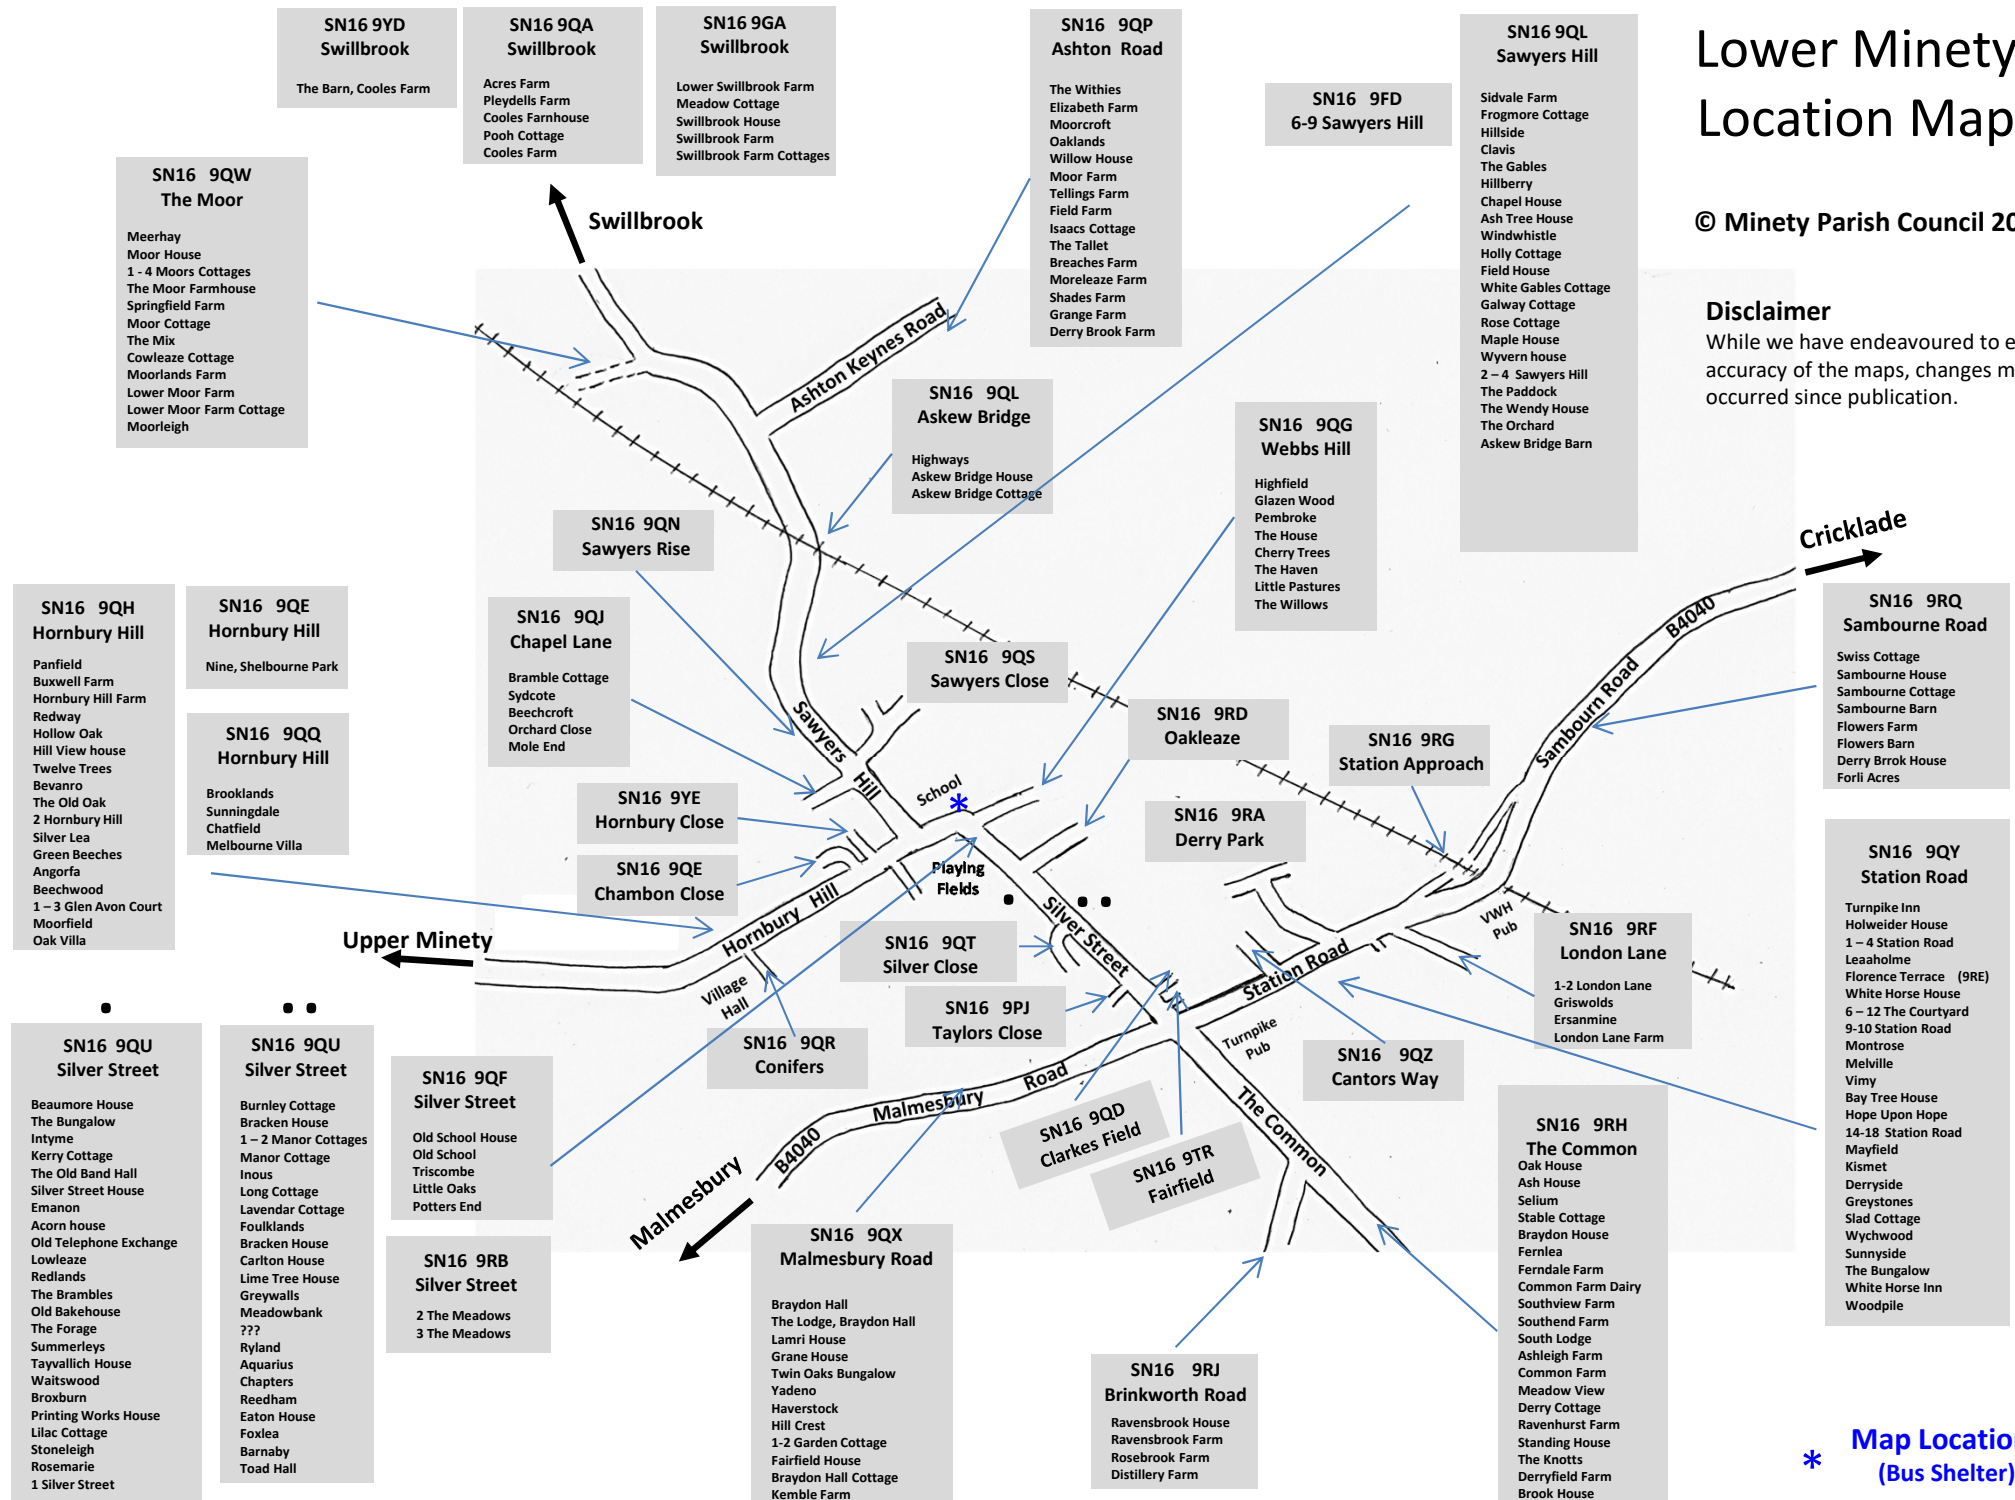 SN16 9YD
Swillbrook
The Barn, Cooles Farm
SN16 9QA
Swillbrook
Acres Farm
Pleydells Farm
Cooles Farnhouse
Pooh Cottage
Cooles Farm
SN16 9GA
Swillbrook
Lower Swillbrook Farm
Meadow Cottage
Swillbrook House
Swillbrook Farm
Swillbrook Farm Cottages
SN16 9QP
Ashton Road
The Withies
Elizabeth Farm
Moorcroft
Oaklands
Willow House
Moor Farm
Tellings Farm
Field Farm
Isaacs Cottage
The Tallet
Breaches Farm
Moreleaze Farm
Shades Farm
Grange Farm
Derry Brook Farm
SN16 9FD
6-9 Sawyers Hill
SN16 9QL
Sawyers Hill
Sidvale Farm
Frogmore Cottage
Hillside
Clavis
The Gables
Hillberry
Chapel House
Ash Tree House
Windwhistle
Holly Cottage
Field House
White Gables Cottage
Galway Cottage
Rose Cottage
Maple House
Wyvern house
2 – 4 Sawyers Hill
The Paddock
The Wendy House
The Orchard
Askew Bridge Barn
Lower Minety
Location Map
© Minety Parish Council 20
Disclaimer
While we have endeavoured to e
accuracy of the maps, changes m
occurred since publication.
SN16 9QW
The Moor
Meerhay
Moor House
1 - 4 Moors Cottages
The Moor Farmhouse
Springfield Farm
Moor Cottage
The Mix
Cowleaze Cottage
Moorlands Farm
Lower Moor Farm
Lower Moor Farm Cottage
Moorleigh
Swillbrook
Ashton Keynes Road
SN16 9QL
Askew Bridge
Highways
Askew Bridge House
Askew Bridge Cottage
SN16 9QG
Webbs Hill
Highfield
Glazen Wood
Pembroke
The House
Cherry Trees
The Haven
Little Pastures
The Willows
SN16 9QN
Sawyers Rise
Cricklade
B4040
Sambourn Road
SN16 9RQ
Sambourne Road
Swiss Cottage
Sambourne House
Sambourne Cottage
Sambourne Barn
Flowers Farm
Flowers Barn
Derry Brrok House
Forli Acres
SN16 9QH
Hornbury Hill
Panfield
Buxwell Farm
Hornbury Hill Farm
Redway
Hollow Oak
Hill View house
Twelve Trees
Bevanro
The Old Oak
2 Hornbury Hill
Silver Lea
Green Beeches
Angorfa
Beechwood
1 – 3 Glen Avon Court
Moorfield
Oak Villa
SN16 9QE
Hornbury Hill
Nine, Shelbourne Park
SN16 9QQ
Hornbury Hill
Brooklands
Sunningdale
Chatfield
Melbourne Villa
SN16 9QJ
Chapel Lane
Bramble Cottage
Sydcote
Beechcroft
Orchard Close
Mole End
SN16 9QS
Sawyers Close
SN16 9RD
Oakleaze
SN16 9RG
Station Approach
Sawyers Hill
School
*
SN16 9YE
Hornbury Close
SN16 9QE
Chambon Close
Playing
Fields
SN16 9RA
Derry Park
Hornbury Hill
Upper Minety
Silver Street
VWH
Pub
SN16 9RF
London Lane
1-2 London Lane
Griswolds
Ersanmine
London Lane Farm
SN16 9QY
Station Road
Turnpike Inn
Holweider House
1 – 4 Station Road
Leaaholme
Florence Terrace (9RE)
White Horse House
6 – 12 The Courtyard
9-10 Station Road
Montrose
Melville
Vimy
Bay Tree House
Hope Upon Hope
14-18 Station Road
Mayfield
Kismet
Derryside
Greystones
Slad Cottage
Wychwood
Sunnyside
The Bungalow
White Horse Inn
Woodpile
SN16 9QT
Silver Close
Station Road
Village
Hall
SN16 9PJ
Taylors Close
SN16 9QR
Conifers
Turnpike
Pub
SN16 9QZ
Cantors Way
SN16 9QU
Silver Street
Beaumore House
The Bungalow
Intyme
Kerry Cottage
The Old Band Hall
Silver Street House
Emanon
Acorn house
Old Telephone Exchange
Lowleaze
Redlands
The Brambles
Old Bakehouse
The Forage
Summerleys
Tayvallich House
Waitswood
Broxburn
Printing Works House
Lilac Cottage
Stoneleigh
Rosemarie
1 Silver Street
SN16 9QU
Silver Street
Burnley Cottage
Bracken House
1 – 2 Manor Cottages
Manor Cottage
Inous
Long Cottage
Lavendar Cottage
Foulklands
Bracken House
Carlton House
Lime Tree House
Greywalls
Meadowbank
???
Ryland
Aquarius
Chapters
Reedham
Eaton House
Foxlea
Barnaby
Toad Hall
SN16 9QF
Silver Street
Old School House
Old School
Triscombe
Little Oaks
Potters End
SN16 9RB
Silver Street
2 The Meadows
3 The Meadows
Malmesbury Road
B4040
Malmesbury
SN16 9QD
Clarkes Field
SN16 9TR
Fairfield
The Common
SN16 9QX
Malmesbury Road
Braydon Hall
The Lodge, Braydon Hall
Lamri House
Grane House
Twin Oaks Bungalow
Yadeno
Haverstock
Hill Crest
1-2 Garden Cottage
Fairfield House
Braydon Hall Cottage
Kemble Farm
SN16 9RJ
Brinkworth Road
Ravensbrook House
Ravensbrook Farm
Rosebrook Farm
Distillery Farm
SN16 9RH
The Common
Oak House
Ash House
Selium
Stable Cottage
Braydon House
Fernlea
Ferndale Farm
Common Farm Dairy
Southview Farm
Southend Farm
South Lodge
Ashleigh Farm
Common Farm
Meadow View
Derry Cottage
Ravenhurst Farm
Standing House
The Knotts
Derryfield Farm
Brook House
* Map Location
(Bus Shelter)